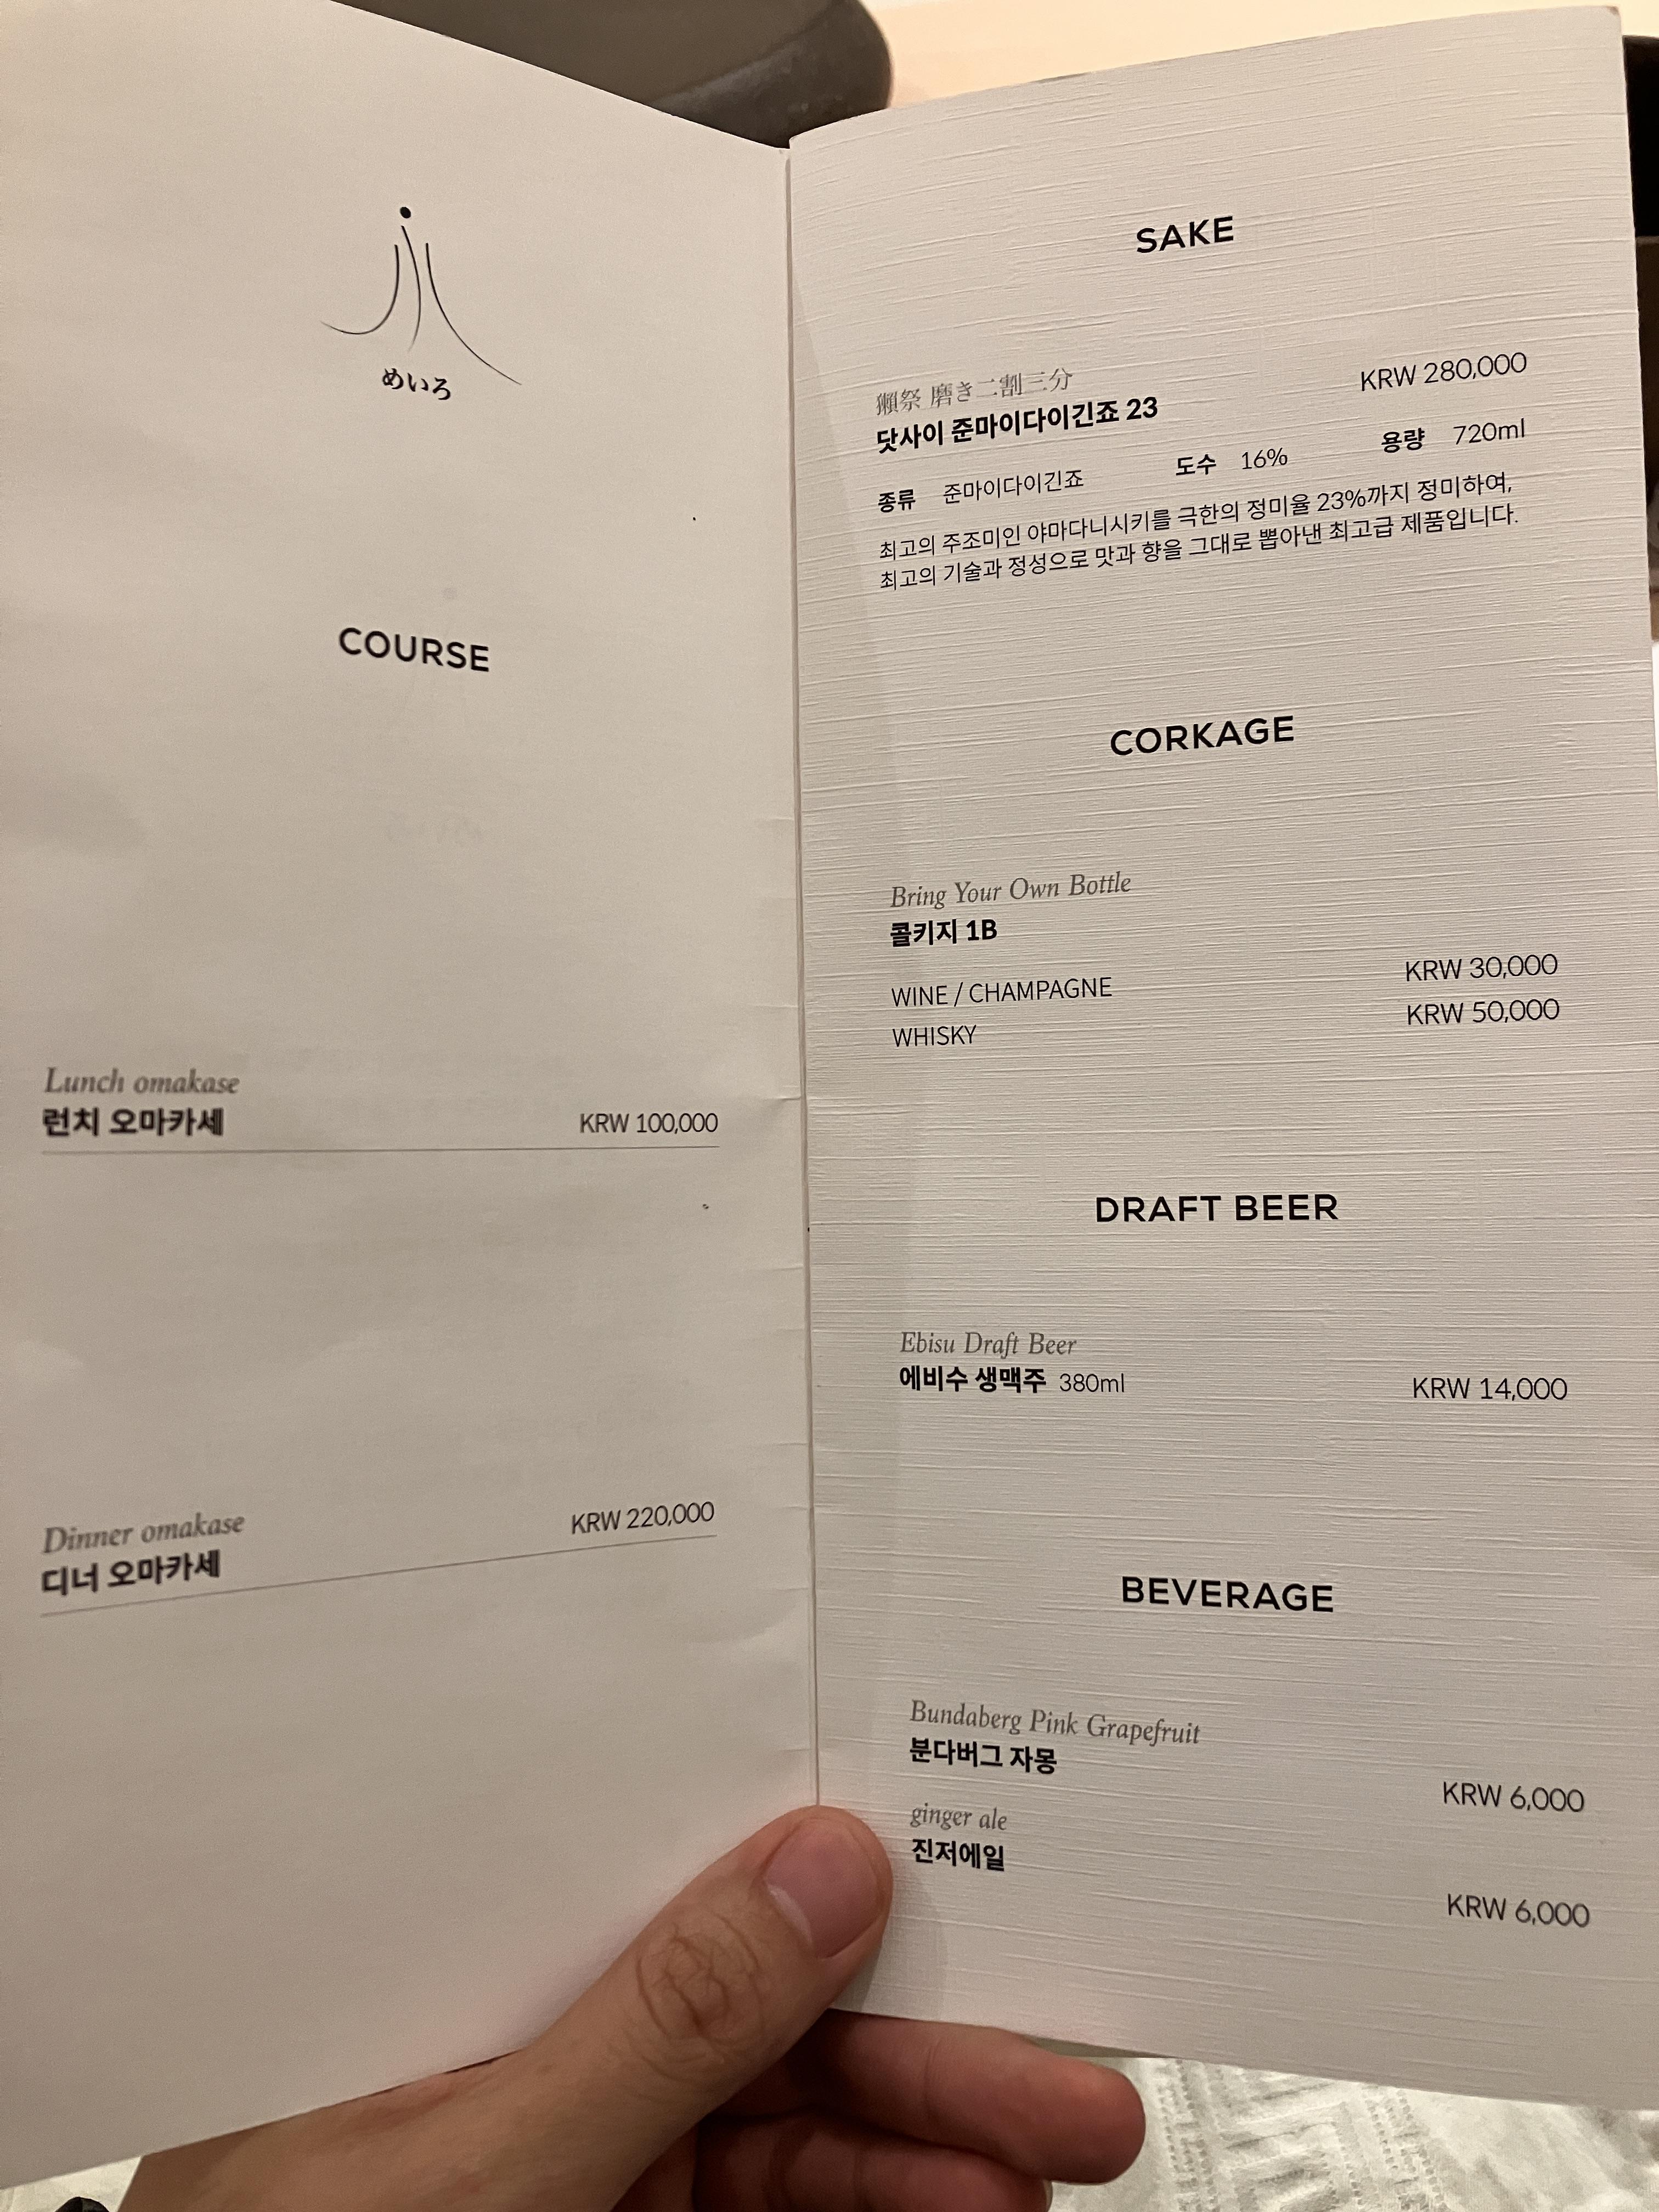 めいろ
COURSE
Lunch omakase
런치 오마카세 KRW 100,000
Dinner omakase
디너 오마카세 KRW 220,000
SAKE
獺祭 磨き二割三分
닷사이 준마이다이긴죠 23 KRW 280,000
종류 준마이다이긴죠 도수 16% 용량 720ml
최고의 주조미인 야마다니시키를 극한의 정미율 23%까지 정미하여,
최고의 기술과 정성으로 맛과 향을 그대로 뽑아낸 최고급 제품입니다.
CORKAGE
Bring Your Own Bottle
콜키지 1B
WINE / CHAMPAGNE KRW 30,000
WHISKY KRW 50,000
DRAFT BEER
Ebisu Draft Beer
에비수 생맥주 380ml KRW 14,000
BEVERAGE
Bundaberg Pink Grapefruit
분다버그 자몽 KRW 6,000
ginger ale
진저에일 KRW 6,000